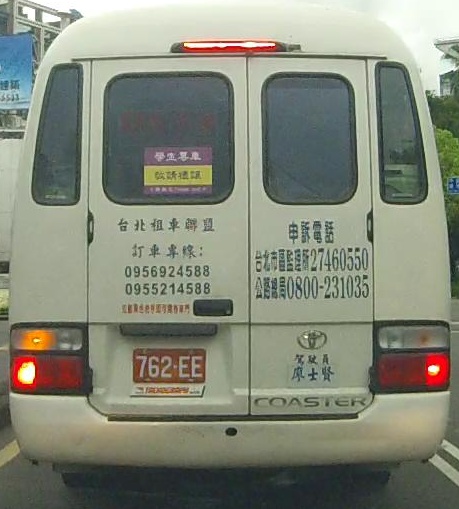 學生專車
敬請禮讓
台北租車聯盟
訂車專線：
0956924588
0955214588
申訴電話
台北市區監理所27460550
公路總局0800-231035
762-EE
駕駛員
廖士賢
COASTER